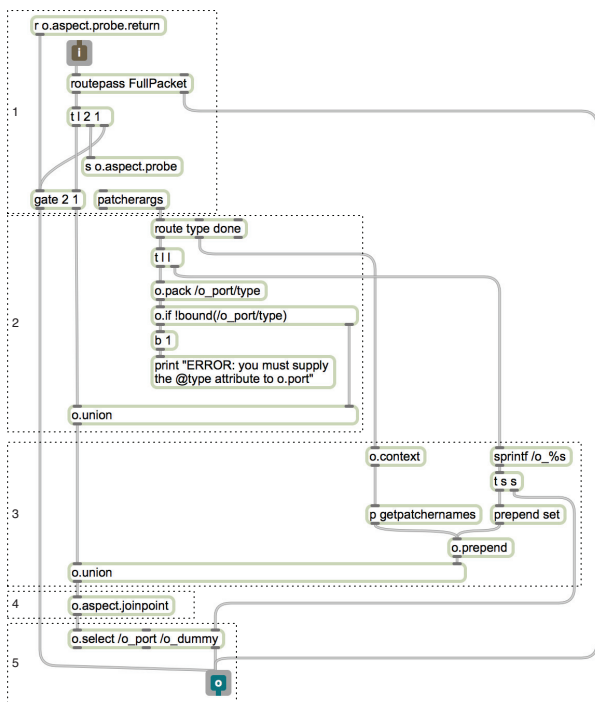 r o.aspect.probe.return
i
routepass FullPacket
1
t l 2 1
s o.aspect.probe
gate 2 1
patcherargs
route type done
t l l
o.pack /o_port/type
2
o.if !bound(/o_port/type)
b 1
print "ERROR: you must supply
the @type attribute to o.port"
o.union
o.context
sprintf /o_%s
t s s
3
p getpatchernames
prepend set
o.prepend
o.union
4
o.aspect.joinpoint
o.select /o_port /o_dummy
5
o